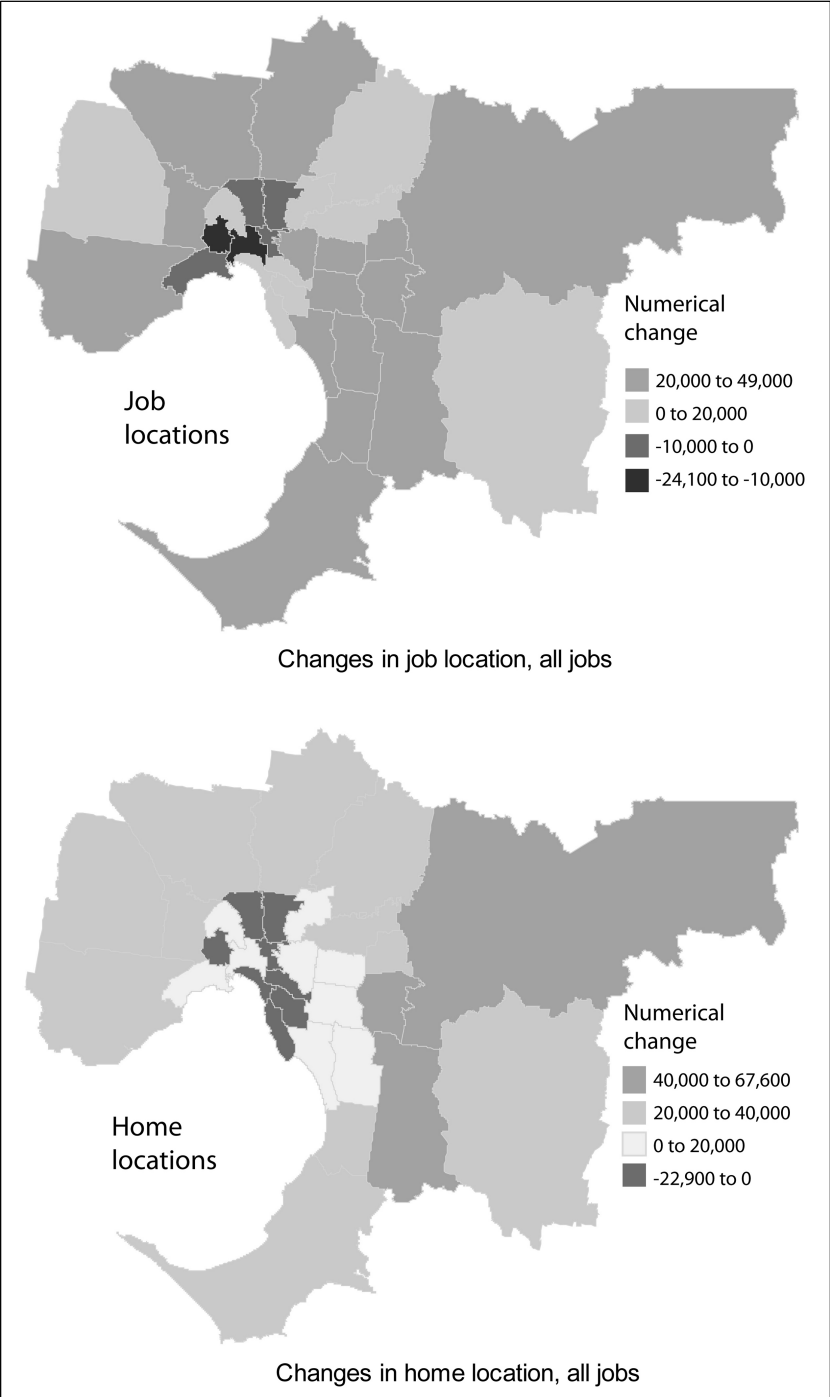 Numerical
change
20,000 to 49,000
0 to 20,000
-10,000 to 0
-24,100 to -10,000
Job
locations
Changes in job location, all jobs
Numerical
change
40,000 to 67,600
20,000 to 40,000
0 to 20,000
-22,900 to 0
Home
locations
Changes in home location, all jobs